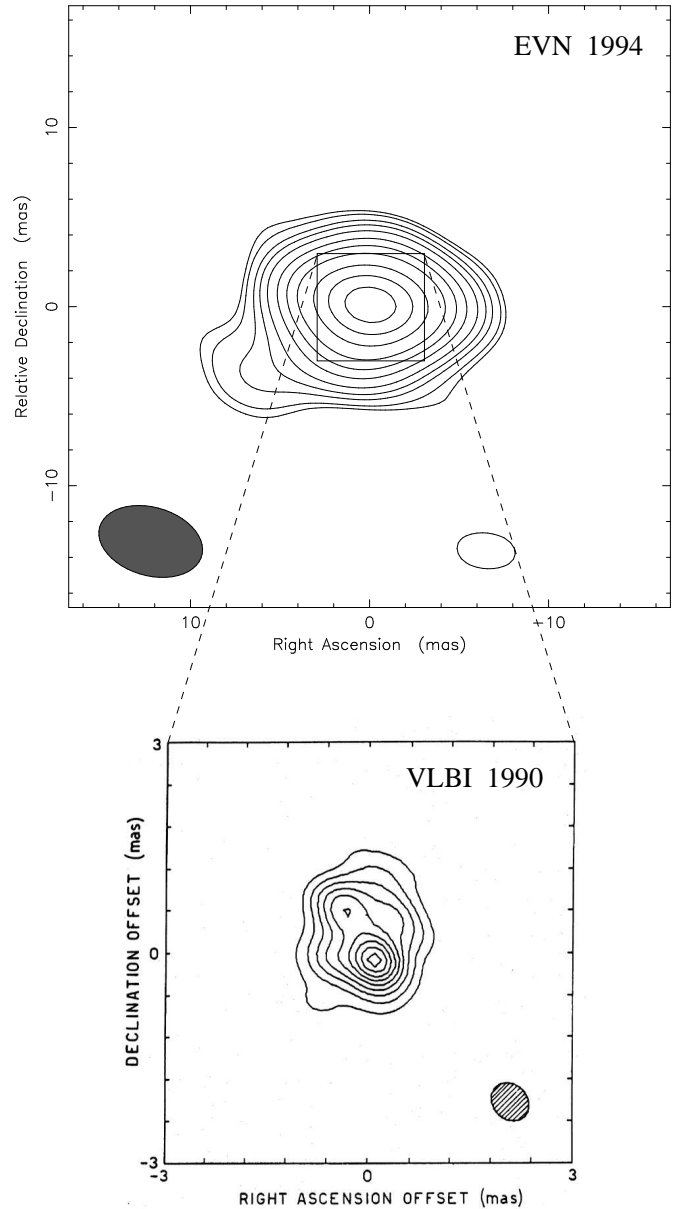 EVN 1994
10
0
−10
Relative Declination (mas)
10
0
+10
Right Ascension (mas)
3
VLBI 1990
0
-3
DECLINATION OFFSET (mas)
-3
0
3
RIGHT ASCENSION OFFSET (mas)